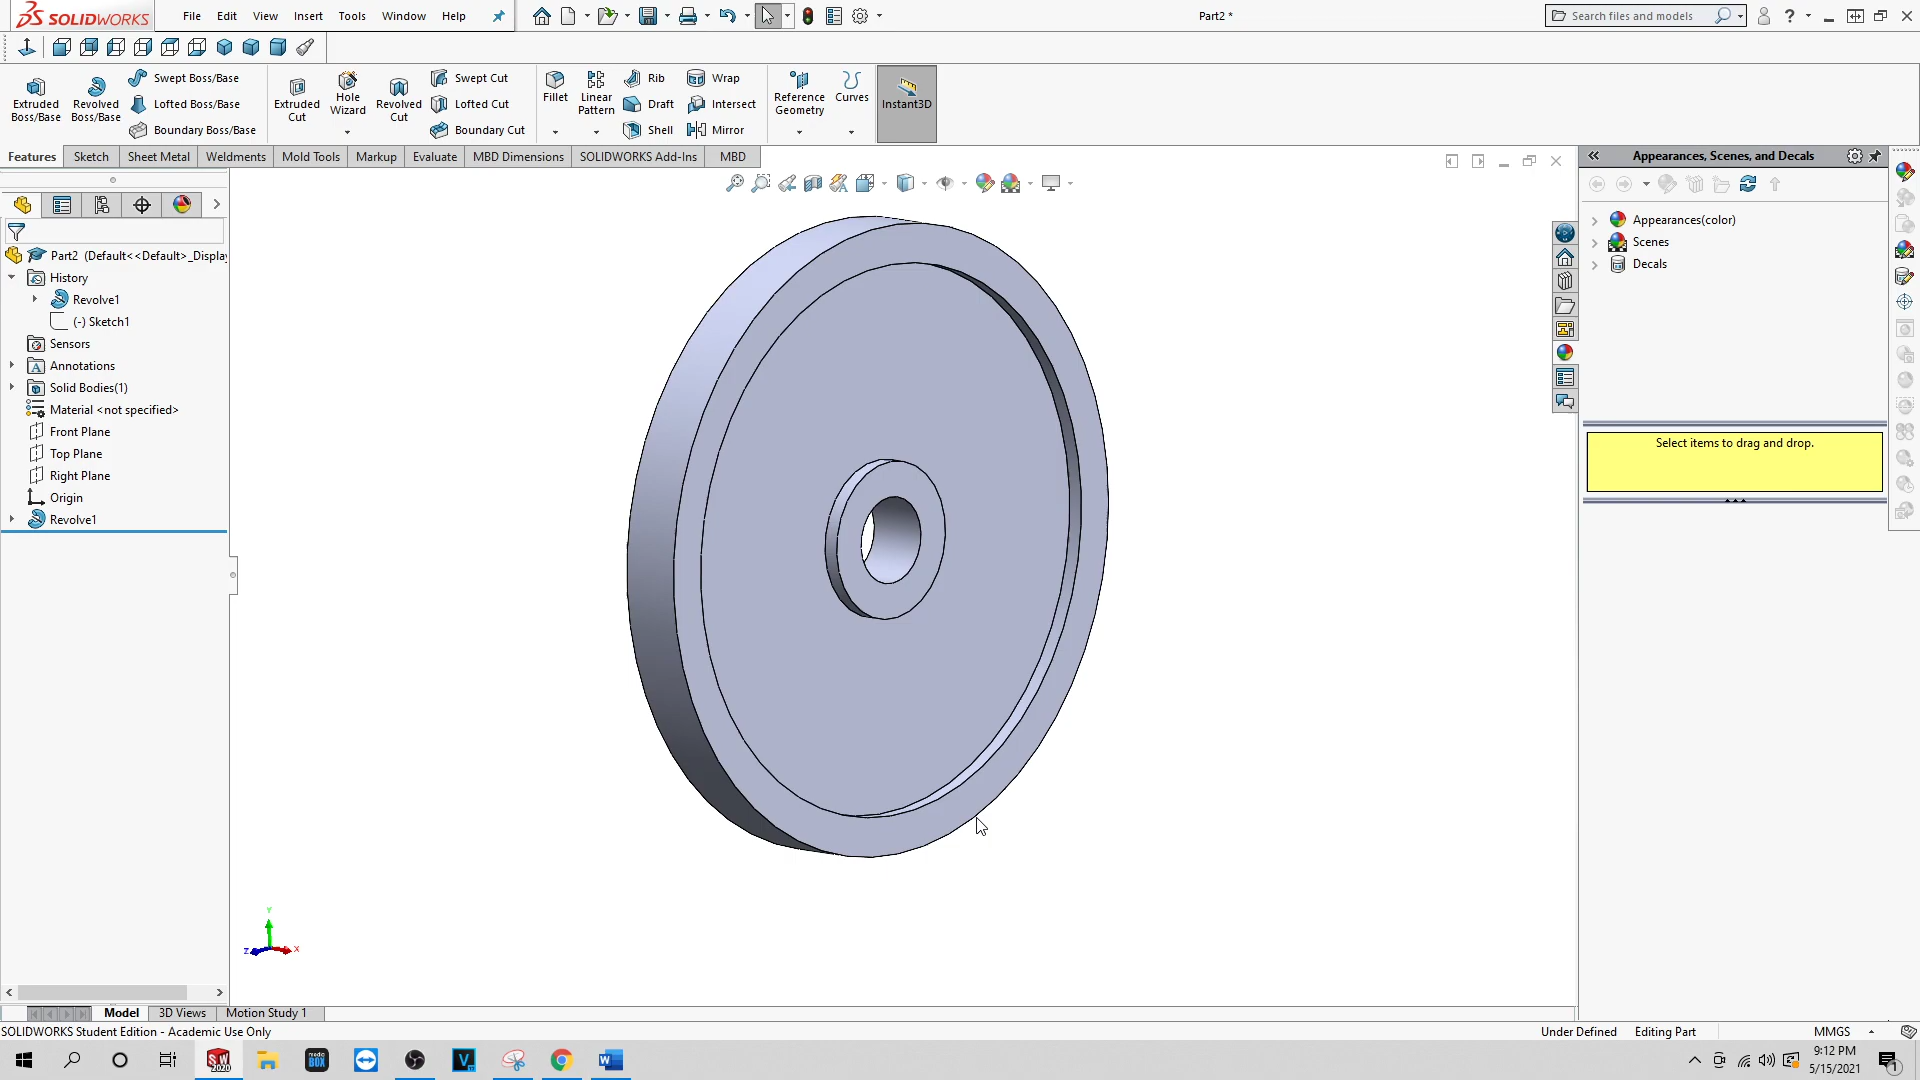 SOLIDWORKS File Edit View Insert Tools Window Help Part2 * Search files and models
Extruded Boss/Base
Revolved Boss/Base
Swept Boss/Base
Lofted Boss/Base
Boundary Boss/Base
Extruded Cut
Hole Wizard
Revolved Cut
Swept Cut
Lofted Cut
Boundary Cut
Fillet
Linear Pattern
Rib
Draft
Shell
Wrap
Intersect
Mirror
Reference Geometry
Curves
Instant3D
Features Sketch Sheet Metal Weldments Mold Tools Markup Evaluate MBD Dimensions SOLIDWORKS Add-Ins MBD
Part2 (Default<<Default>_Display
History
Revolve1
(-) Sketch1
Sensors
Annotations
Solid Bodies(1)
Material <not specified>
Front Plane
Top Plane
Right Plane
Origin
Revolve1
Appearances, Scenes, and Decals
Appearances(color)
Scenes
Decals
Select items to drag and drop.
Y
Z
X
Model 3D Views Motion Study 1
SOLIDWORKS Student Edition - Academic Use Only Under Defined Editing Part MMGS
9:12 PM
5/15/2021